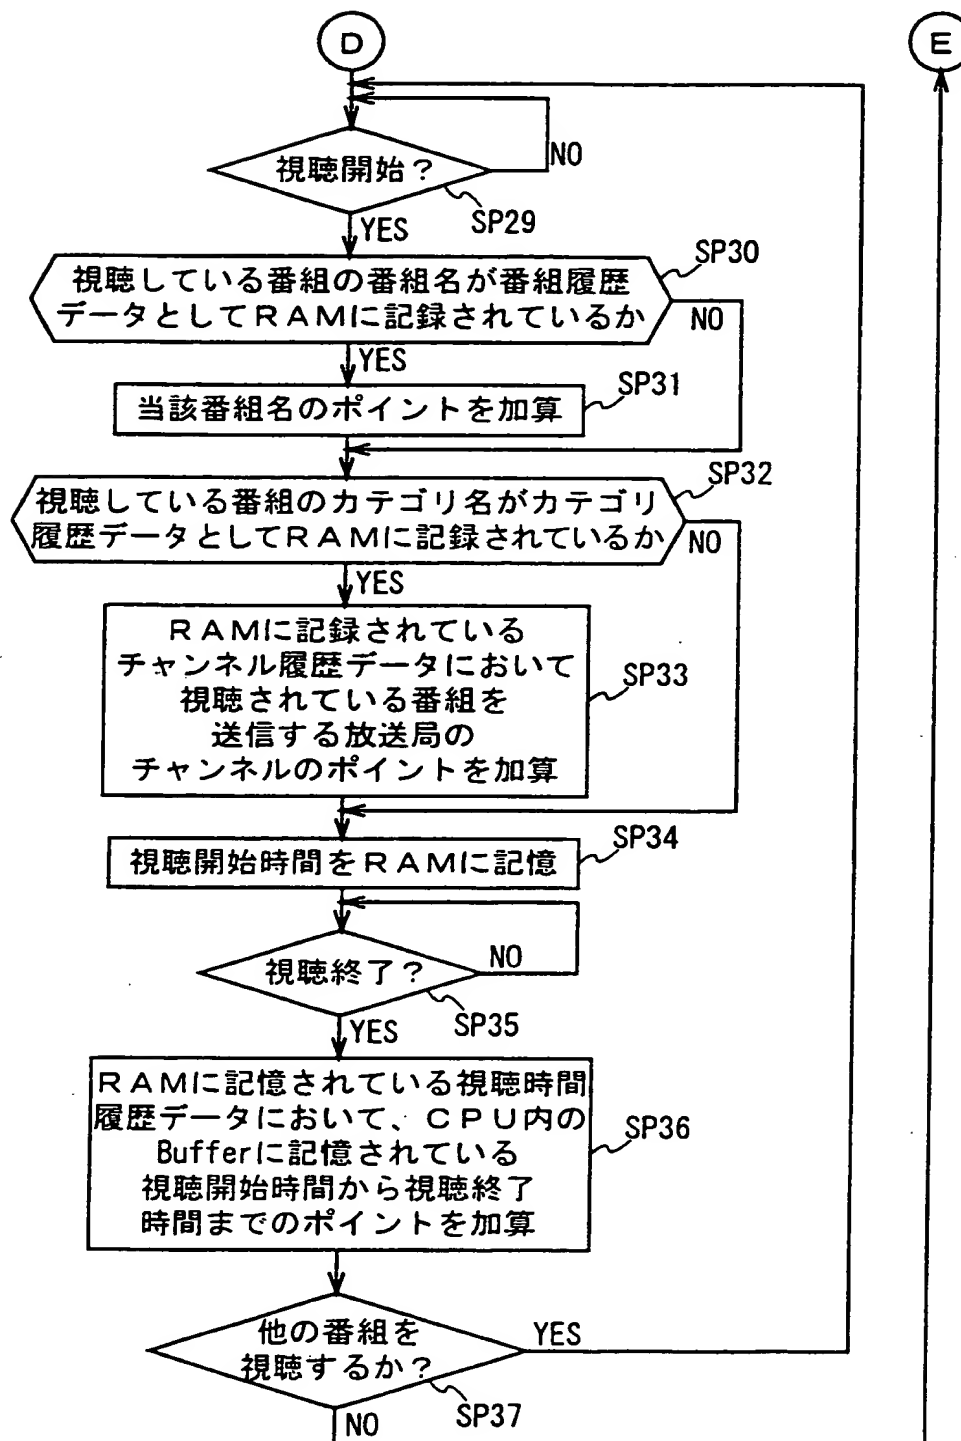 D
E
視聴開始？
NO
SP29
YES
SP30
視聴している番組の番組名が番組履歴
データとしてRAMに記録されているか
NO
YES
SP31
当該番組名のポイントを加算
SP32
視聴している番組のカテゴリ名がカテゴリ
履歴データとしてRAMに記録されているか
NO
YES
RAMに記録されている
チャンネル履歴データにおいて
視聴されている番組を
送信する放送局の
チャンネルのポイントを加算
SP33
SP34
視聴開始時間をRAMに記憶
視聴終了？
NO
SP35
YES
RAMに記憶されている視聴時間
履歴データにおいて、CPU内の
Bufferに記憶されている
視聴開始時間から視聴終了
時間までのポイントを加算
SP36
他の番組を
視聴するか？
YES
SP37
NO